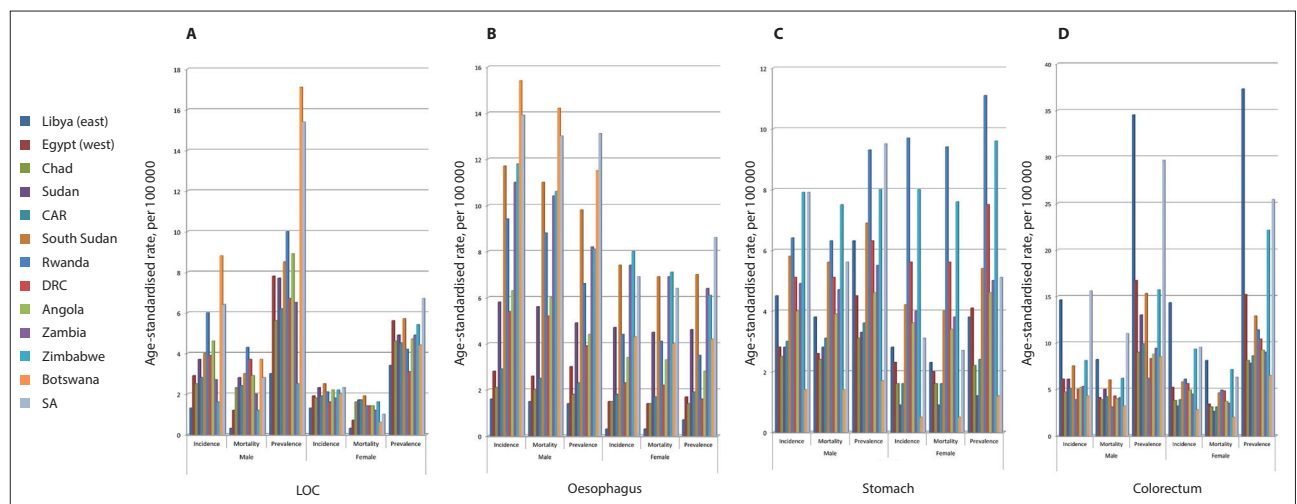 A
B
C
D
Libya (east)
Egypt (west)
Chad
Sudan
CAR
South Sudan
Rwanda
DRC
Angola
Zambia
Zimbabwe
Botswana
SA
Age-standardised rate, per 100 000
18
16
14
12
10
8
6
4
2
0
Incidence Mortality Prevalence Incidence Mortality Prevalence
Male Female
LOC
Age-standardised rate, per 100 000
16
14
12
10
8
6
4
2
0
Incidence Mortality Prevalence Incidence Mortality Prevalence
Male Female
Oesophagus
Age-standardised rate, per 100 000
12
10
8
6
4
2
0
Incidence Mortality Prevalence Incidence Mortality Prevalence
Male Female
Stomach
Age-standardised rate, per 100 000
40
35
30
25
20
15
10
5
0
Incidence Mortality Prevalence Incidence Mortality Prevalence
Male Female
Colorectum